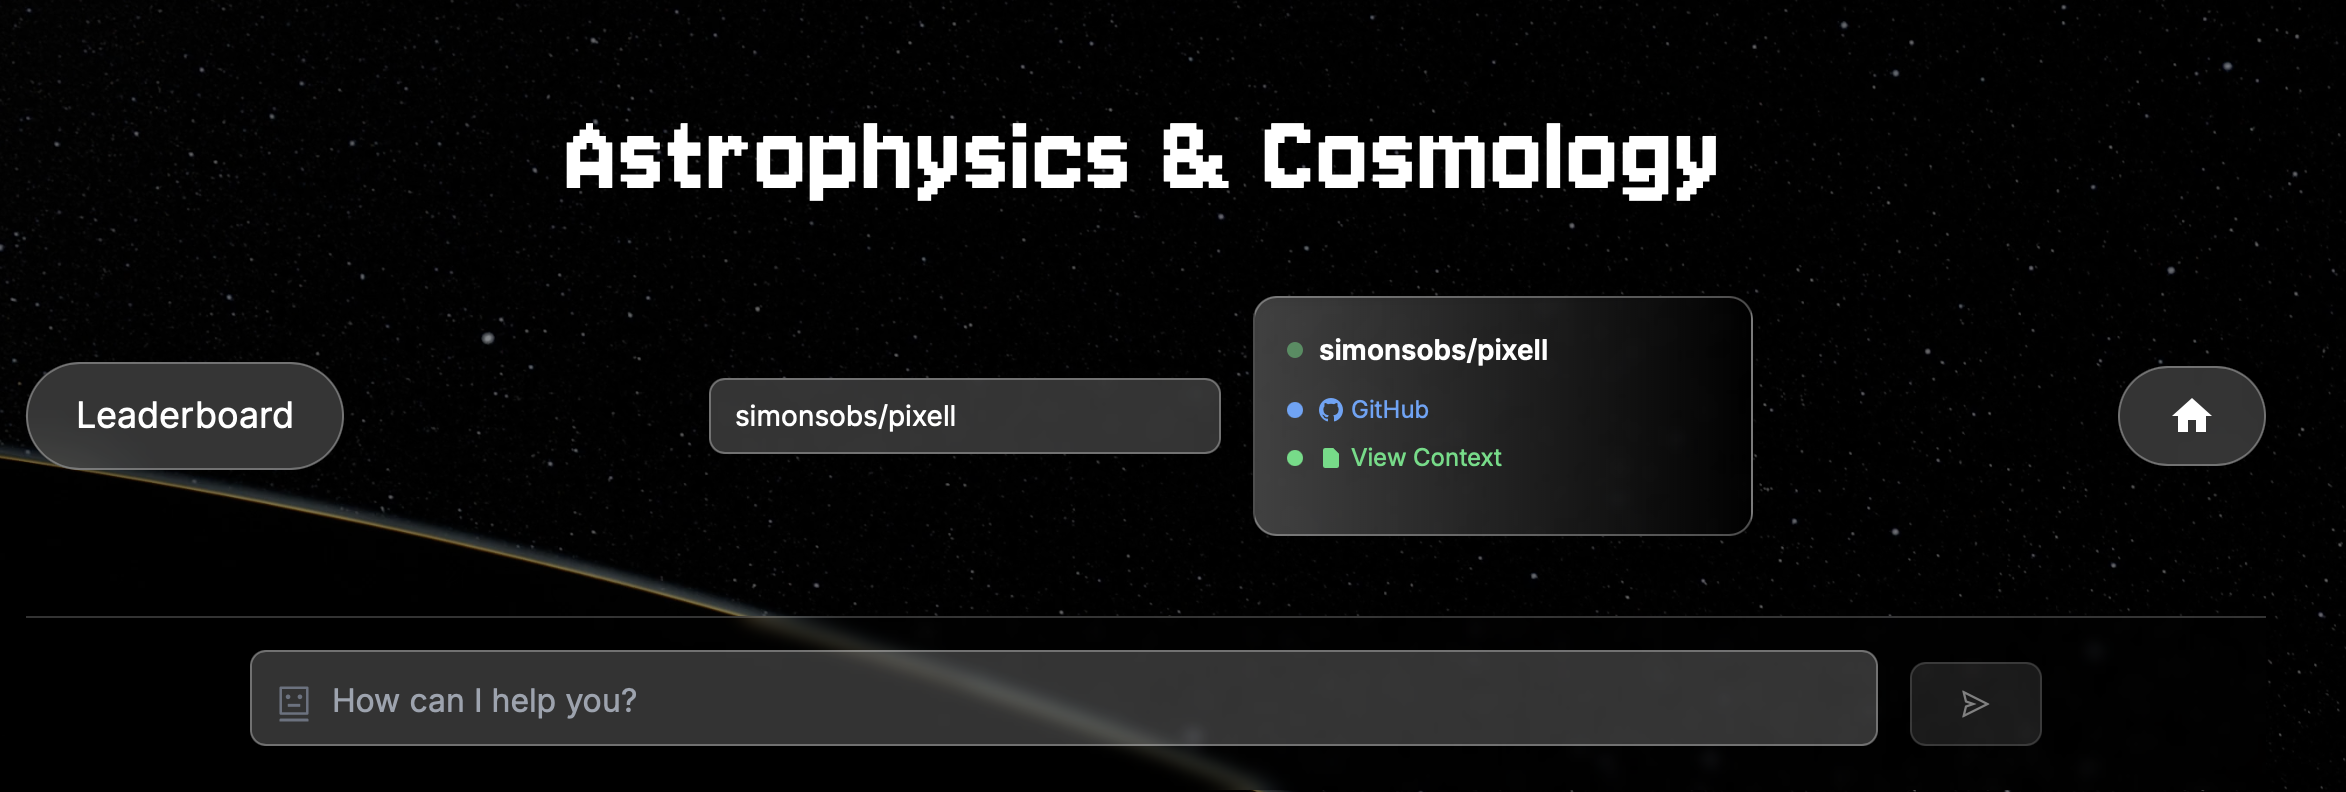 Astrophysics & Cosmology
Leaderboard
simonsobs/pixell
simonsobs/pixell
GitHub
View Context
How can I help you?